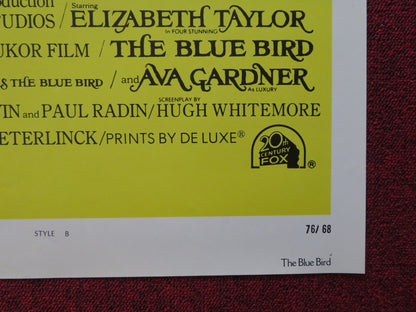 oduction
Starring
TUDIOS / ELIZABETH TAYLOR
in FOUR STUNNING
UKOR FILM / THE BLUE BIRD
S THE BLUE BIRD / and AVA GARDNER
As LUXURY
SCREENPLAY BY
VIN and PAUL RADIN / HUGH WHITEMORE
ETERLINCK / PRINTS BY DE LUXE®
20th
CENTURY
FOX ®
STYLE B
76/68
The Blue Bird